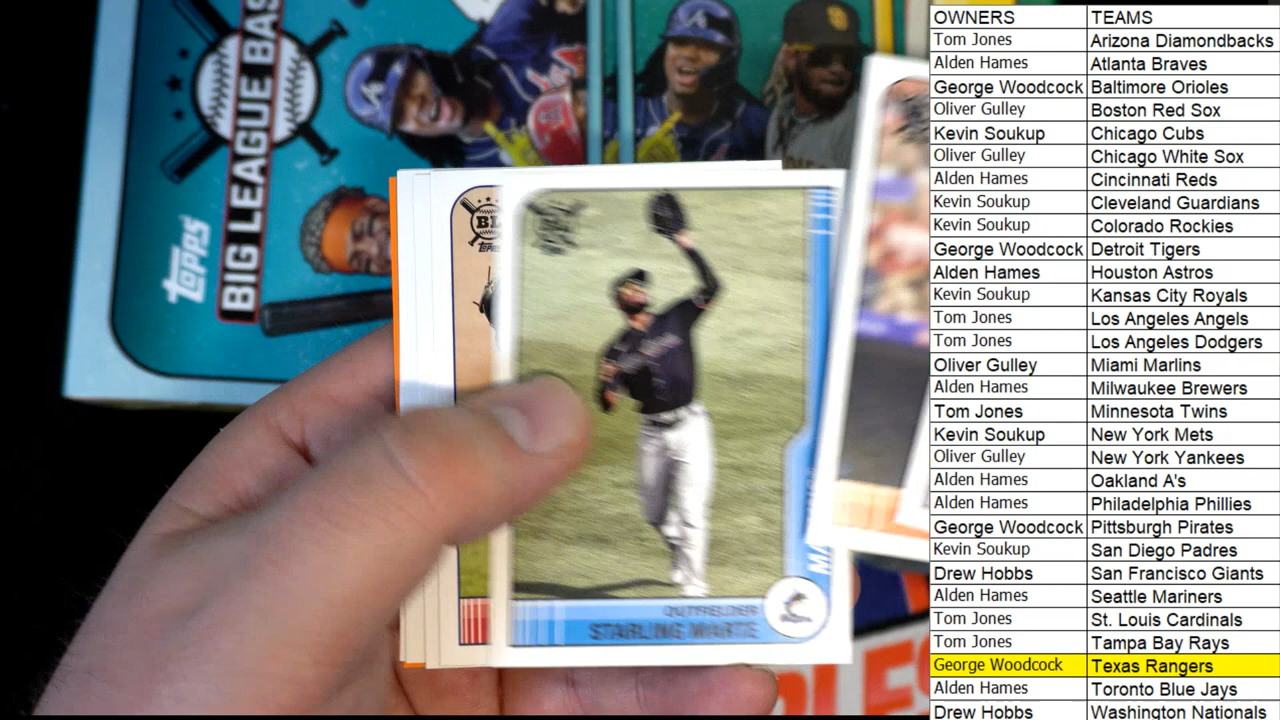 BIG LEAGUE BAS
topps
BL
topps
MA
OUTFIELDER
STARLING MARTE
LES
OWNERS TEAMS
Tom Jones Arizona Diamondbacks
Alden Hames Atlanta Braves
George Woodcock Baltimore Orioles
Oliver Gulley Boston Red Sox
Kevin Soukup Chicago Cubs
Oliver Gulley Chicago White Sox
Alden Hames Cincinnati Reds
Kevin Soukup Cleveland Guardians
Kevin Soukup Colorado Rockies
George Woodcock Detroit Tigers
Alden Hames Houston Astros
Kevin Soukup Kansas City Royals
Tom Jones Los Angeles Angels
Tom Jones Los Angeles Dodgers
Oliver Gulley Miami Marlins
Alden Hames Milwaukee Brewers
Tom Jones Minnesota Twins
Kevin Soukup New York Mets
Oliver Gulley New York Yankees
Alden Hames Oakland A's
Alden Hames Philadelphia Phillies
George Woodcock Pittsburgh Pirates
Kevin Soukup San Diego Padres
Drew Hobbs San Francisco Giants
Alden Hames Seattle Mariners
Tom Jones St. Louis Cardinals
Tom Jones Tampa Bay Rays
George Woodcock Texas Rangers
Alden Hames Toronto Blue Jays
Drew Hobbs Washington Nationals